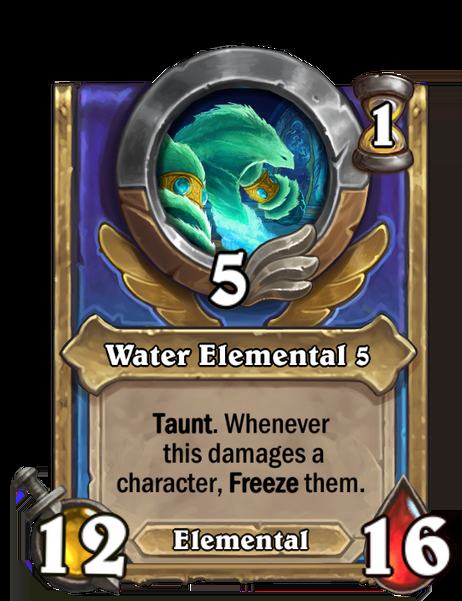 1
5
Water Elemental 5
Taunt. Whenever
this damages a
character, Freeze them.
12
Elemental
16